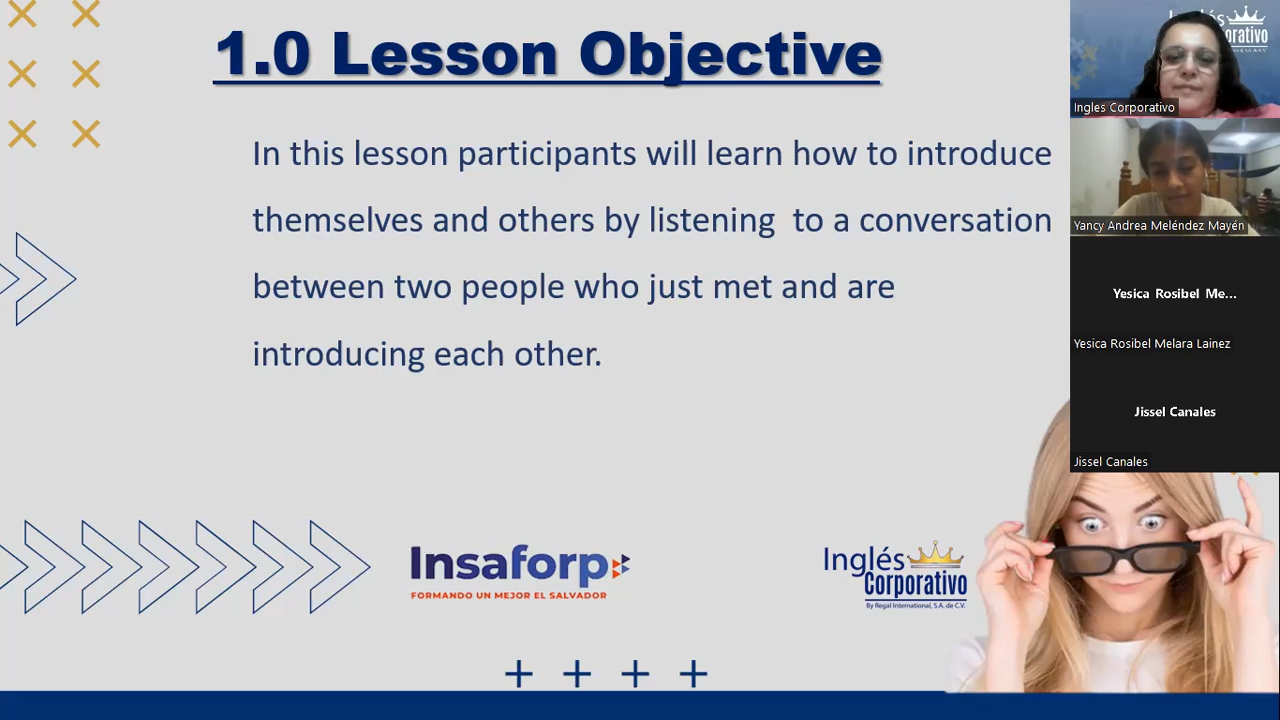 1.0 Lesson Objective
In this lesson participants will learn how to introduce
themselves and others by listening to a conversation
between two people who just met and are
introducing each other.
Insaforp
FORMANDO UN MEJOR EL SALVADOR
Inglés
Corporativo
By Regal International, S.A. de C.V.
Ingles Corporativo
Yancy Andrea Meléndez Mayén
Yesica Rosibel Me...
Yesica Rosibel Melara Lainez
Jissel Canales
Jissel Canales